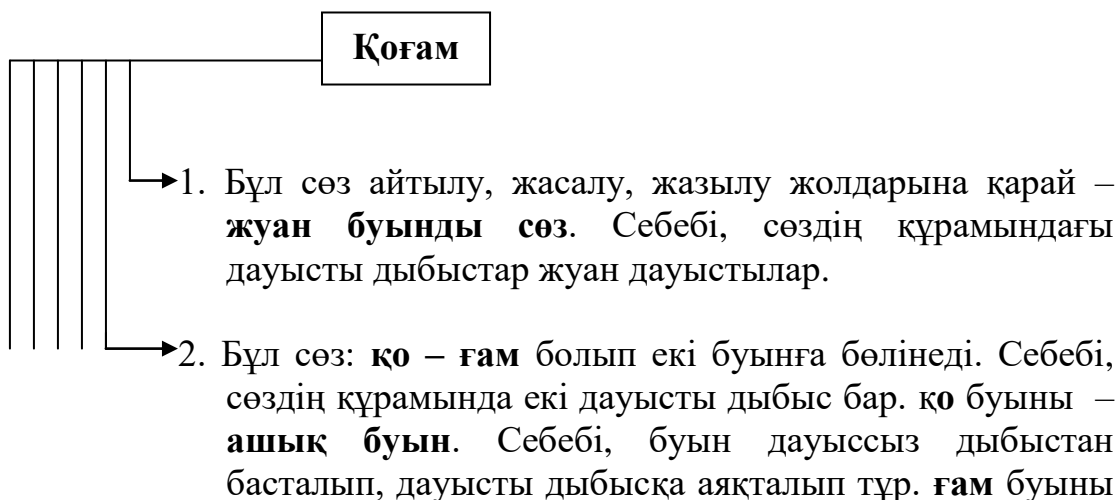 Қоғам
1. Бұл сөз айтылу, жасалу, жазылу жолдарына қарай –
жуан буынды сөз. Себебі, сөздің құрамындағы
дауысты дыбыстар жуан дауыстылар.
2. Бұл сөз: қо – ғам болып екі буынға бөлінеді. Себебі,
сөздің құрамында екі дауысты дыбыс бар. қо буыны –
ашық буын. Себебі, буын дауыссыз дыбыстан
басталып, дауысты дыбысқа аяқталып тұр. ғам буыны